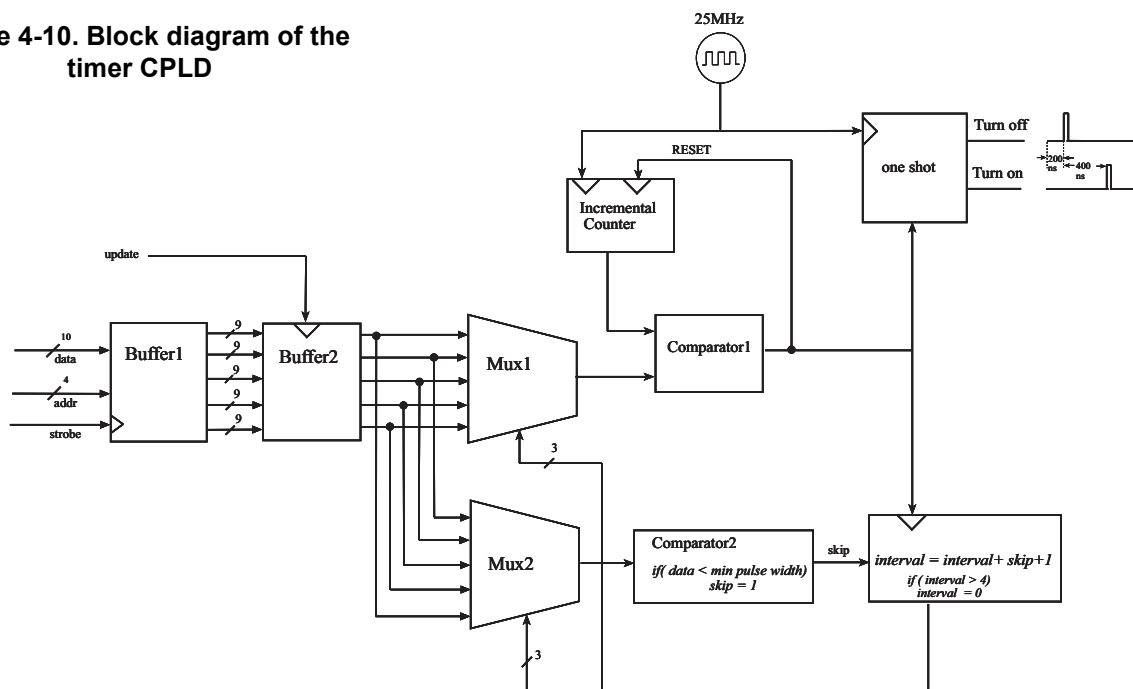 e 4-10. Block diagram of the
timer CPLD
25MHz
RESET
Incremental
Counter
one shot
Turn off
Turn on
200
ns
400
ns
update
10
data
4
addr
strobe
Buffer1
9
9
9
9
9
Buffer2
Mux1
3
Comparator1
Mux2
3
Comparator2
if( data < min pulse width)
skip = 1
skip
interval = interval+ skip+1
if ( interval > 4)
interval = 0